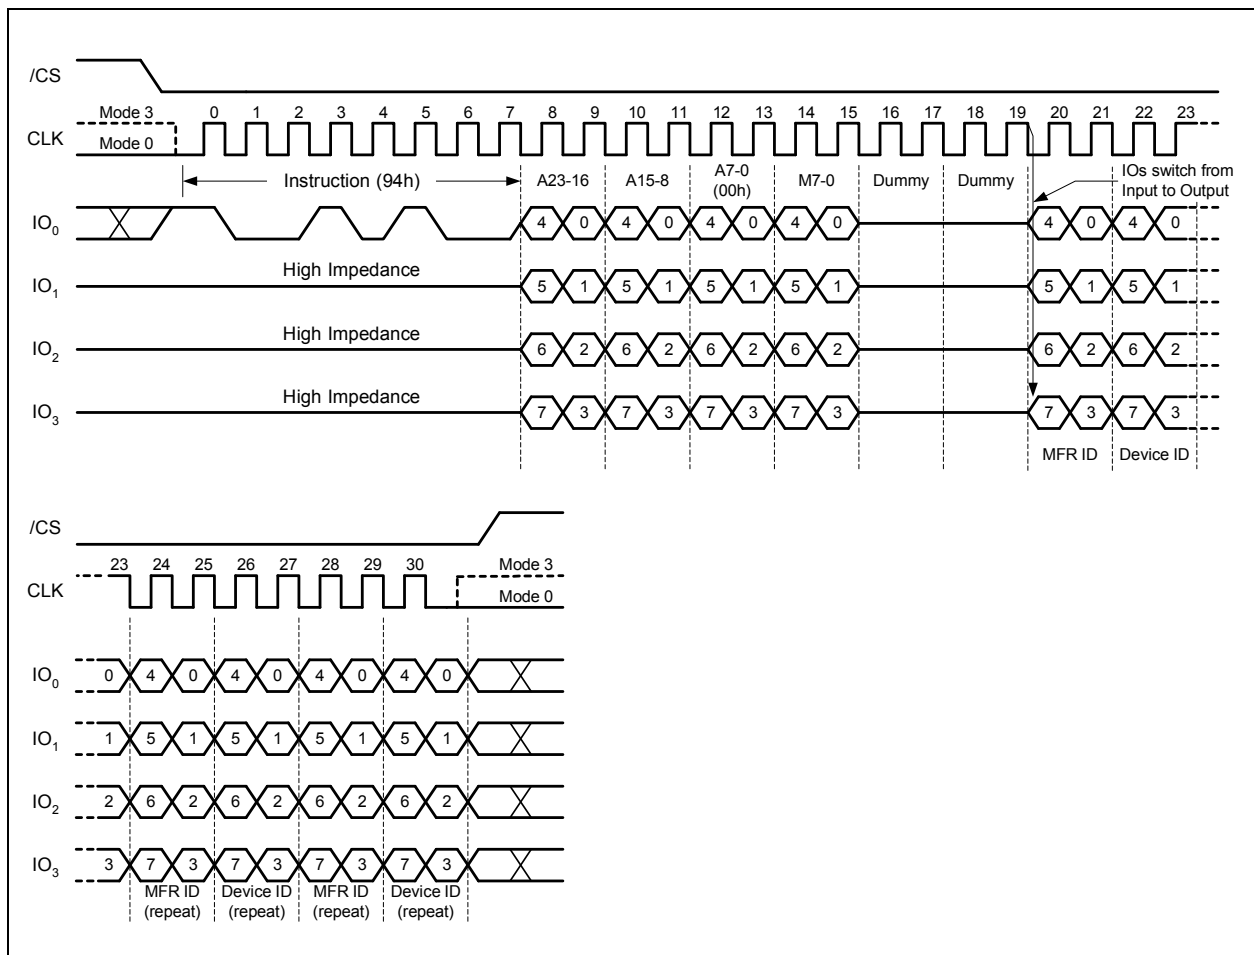 /CS
Mode 3 0 1 2 3 4 5 6 7 8 9 10 11 12 13 14 15 16 17 18 19 20 21 22 23
CLK Mode 0
Instruction (94h) A23-16 A15-8 A7-0 (00h) M7-0 Dummy Dummy IOs switch from Input to Output
IO0 4 0 4 0 4 0 4 0 4 0 4 0
High Impedance
IO1 5 1 5 1 5 1 5 1 5 1 5 1
High Impedance
IO2 6 2 6 2 6 2 6 2 6 2 6 2
High Impedance
IO3 7 3 7 3 7 3 7 3 7 3 7 3
MFR ID Device ID
/CS
23 24 25 26 27 28 29 30 Mode 3
CLK Mode 0
IO0 0 4 0 4 0 4 0 4 0
IO1 1 5 1 5 1 5 1 5 1
IO2 2 6 2 6 2 6 2 6 2
IO3 3 7 3 7 3 7 3 7 3
MFR ID Device ID MFR ID Device ID
(repeat) (repeat) (repeat) (repeat)